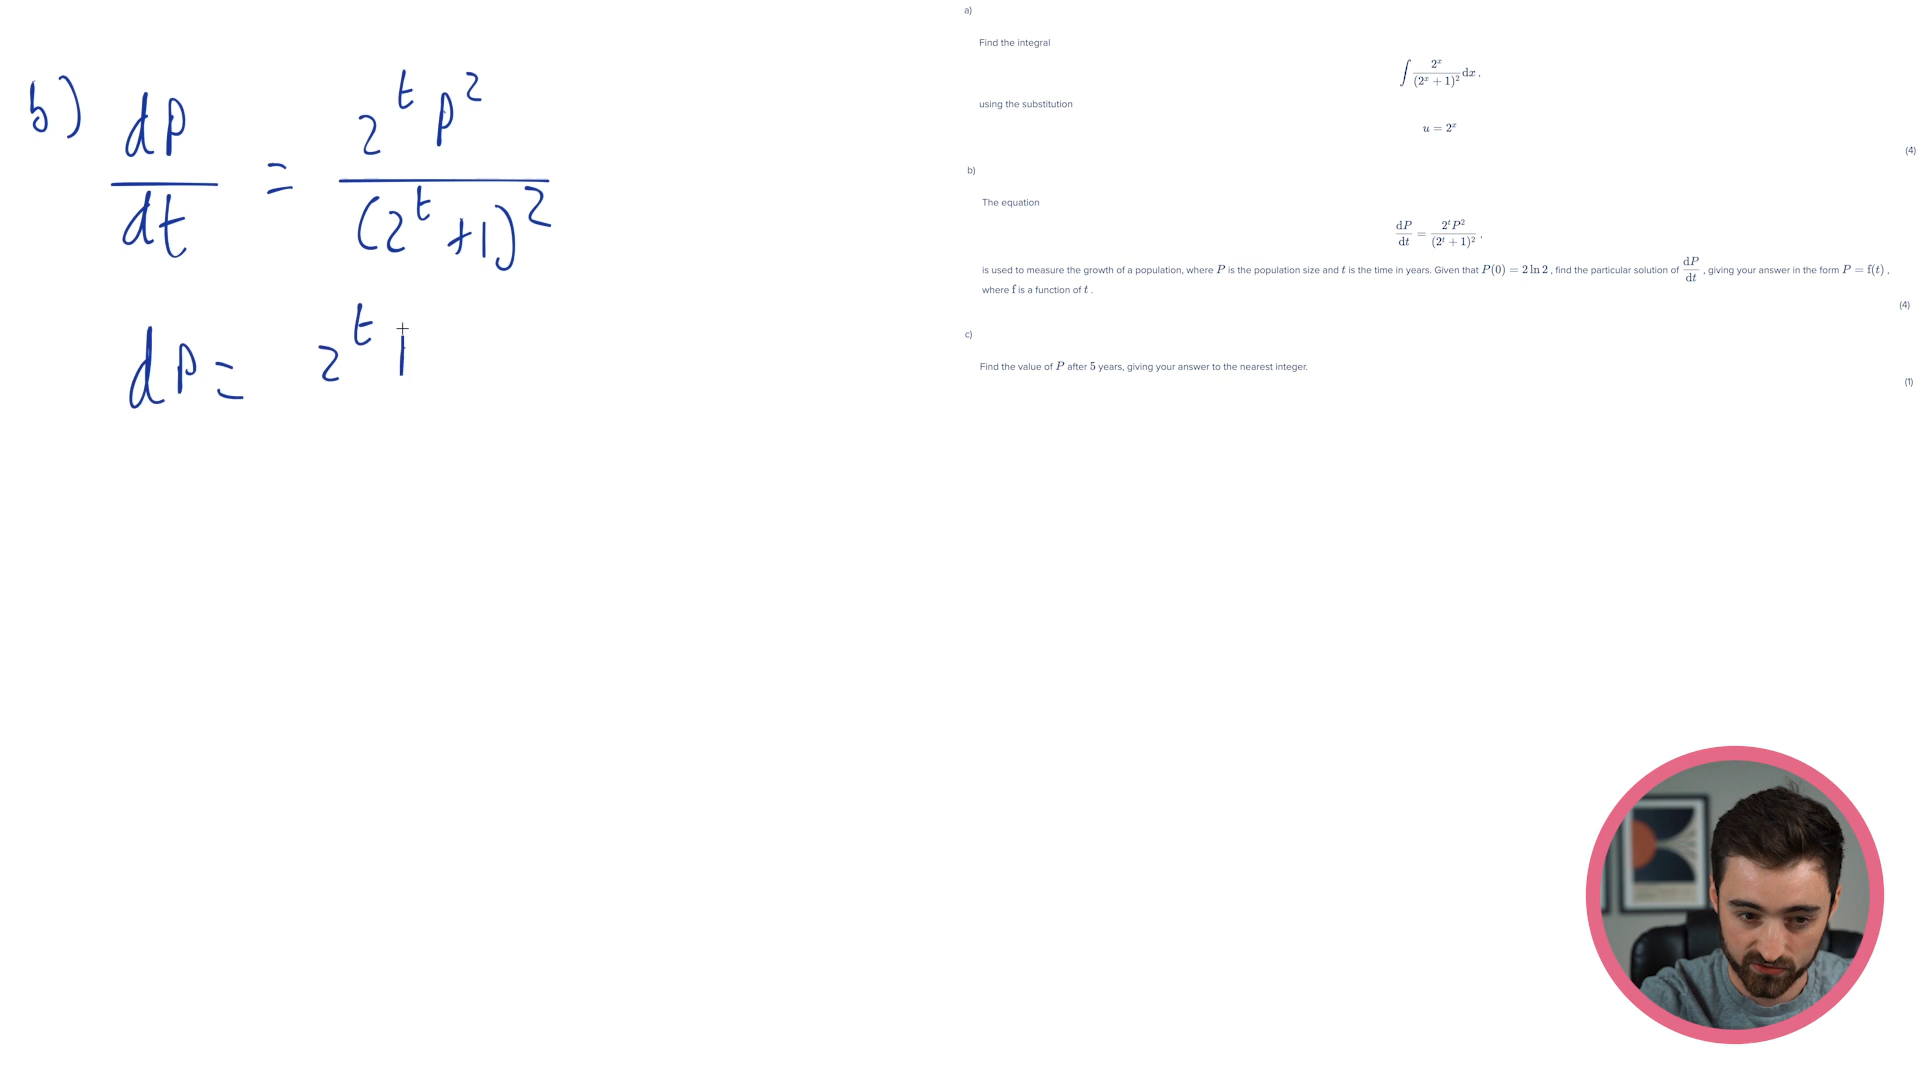 b) dP/dt = 2^t P^2/(2^t +1)^2
dP = 2^t
a)
Find the integral
∫ 2^x/(2^x + 1)^2 dx .
using the substitution
u = 2^x
(4)
b)
The equation
dP/dt = 2^t P^2/(2^t + 1)^2 ,
is used to measure the growth of a population, where P is the population size and t is the time in years. Given that P(0) = 2 ln 2 , find the particular solution of dP/dt , giving your answer in the form P = f(t) ,
where f is a function of t .
(4)
c)
Find the value of P after 5 years, giving your answer to the nearest integer.
(1)